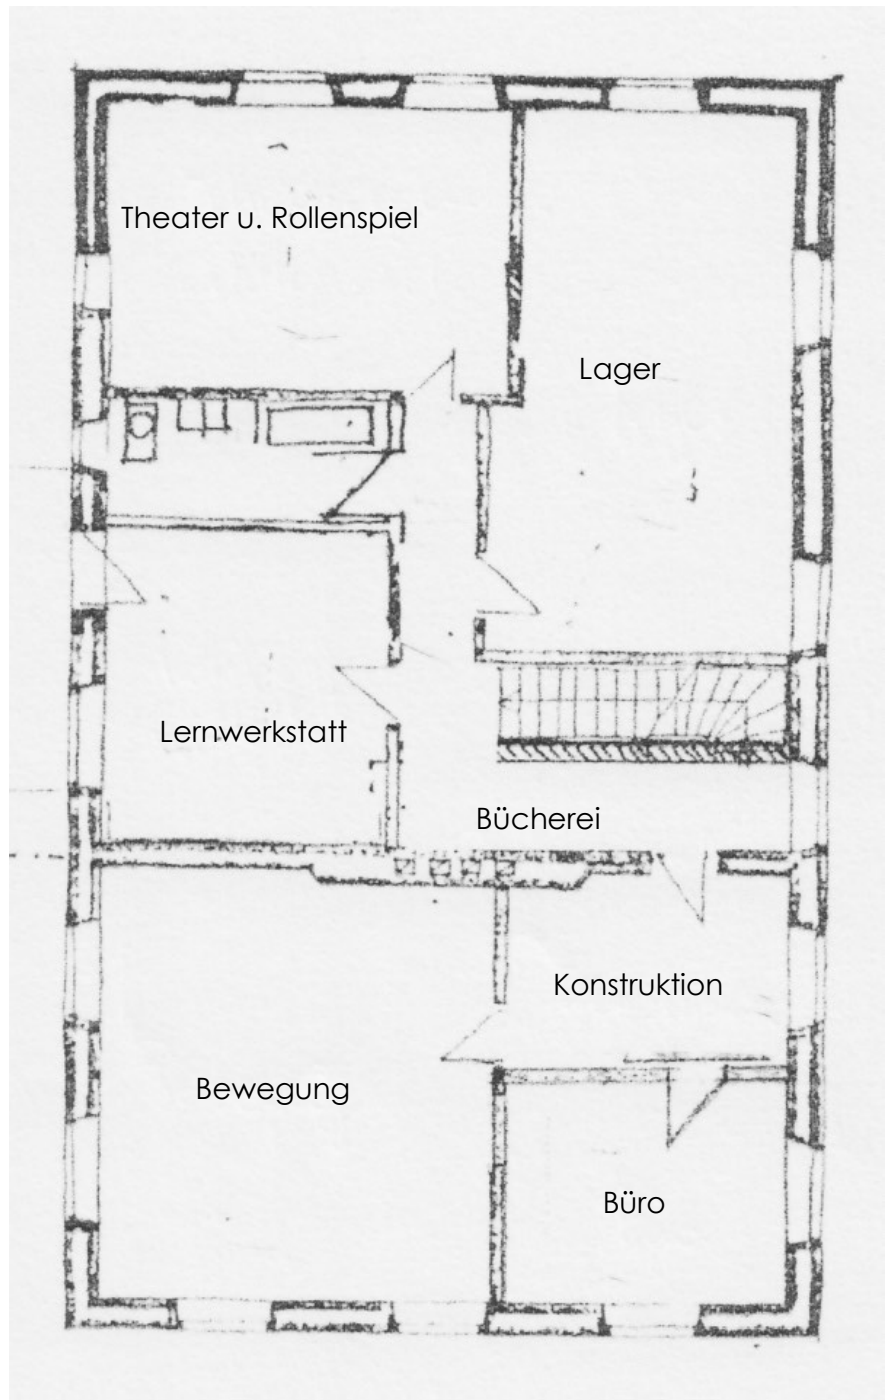 Theater u. Rollenspiel
Lager
Lernwerkstatt
Bücherei
Konstruktion
Bewegung
Büro